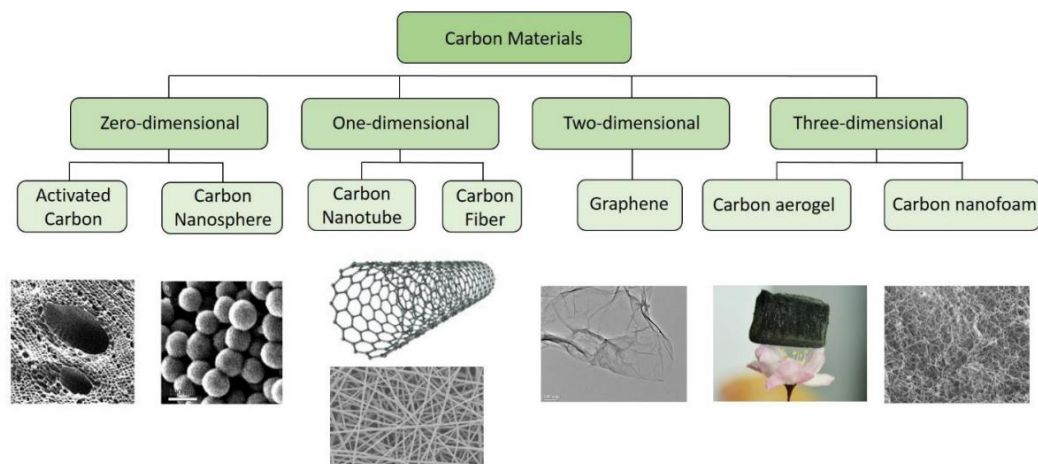 Carbon Materials
Zero-dimensional
One-dimensional
Two-dimensional
Three-dimensional
Activated
Carbon
Carbon
Nanosphere
Carbon
Nanotube
Carbon
Fiber
Graphene
Carbon aerogel
Carbon nanofoam